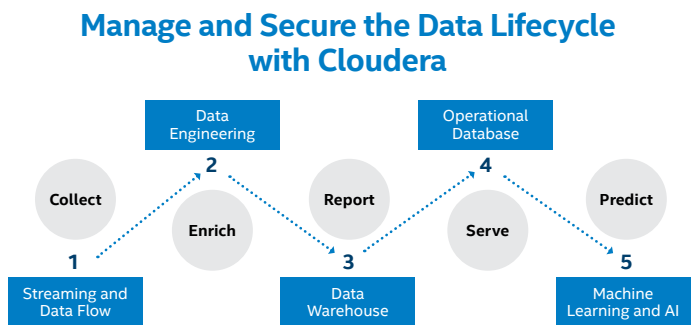 Manage and Secure the Data Lifecycle
with Cloudera
Collect
1
Streaming and
Data Flow
Data
Engineering
2
Enrich
Report
3
Data
Warehouse
Operational
Database
4
Serve
Predict
5
Machine
Learning and AI